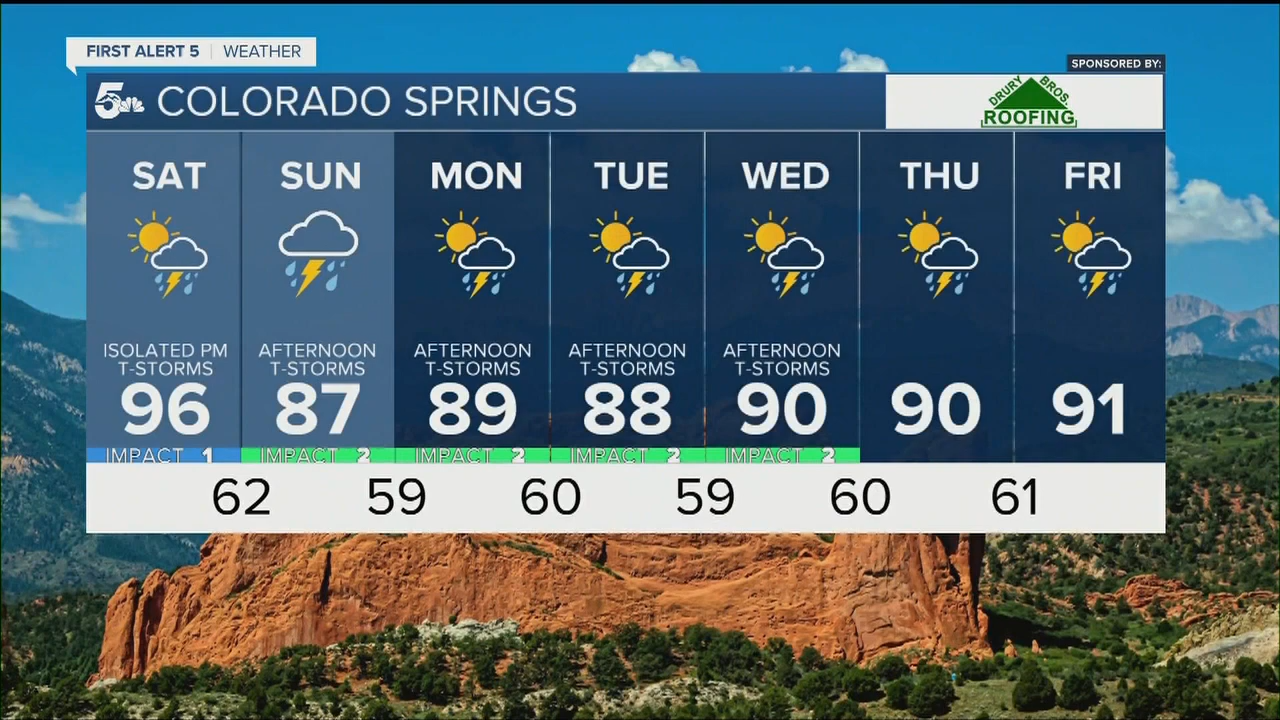 FIRST ALERT 5 | WEATHER
SPONSORED BY:
5 COLORADO SPRINGS
DRURY BROS.
ROOFING
SAT SUN MON TUE WED THU FRI
ISOLATED PM AFTERNOON AFTERNOON AFTERNOON AFTERNOON
T-STORMS T-STORMS T-STORMS T-STORMS T-STORMS
96 87 89 88 90 90 91
IMPACT 1 IMPACT 2 IMPACT 2 IMPACT 2 IMPACT 2
62 59 60 59 60 61